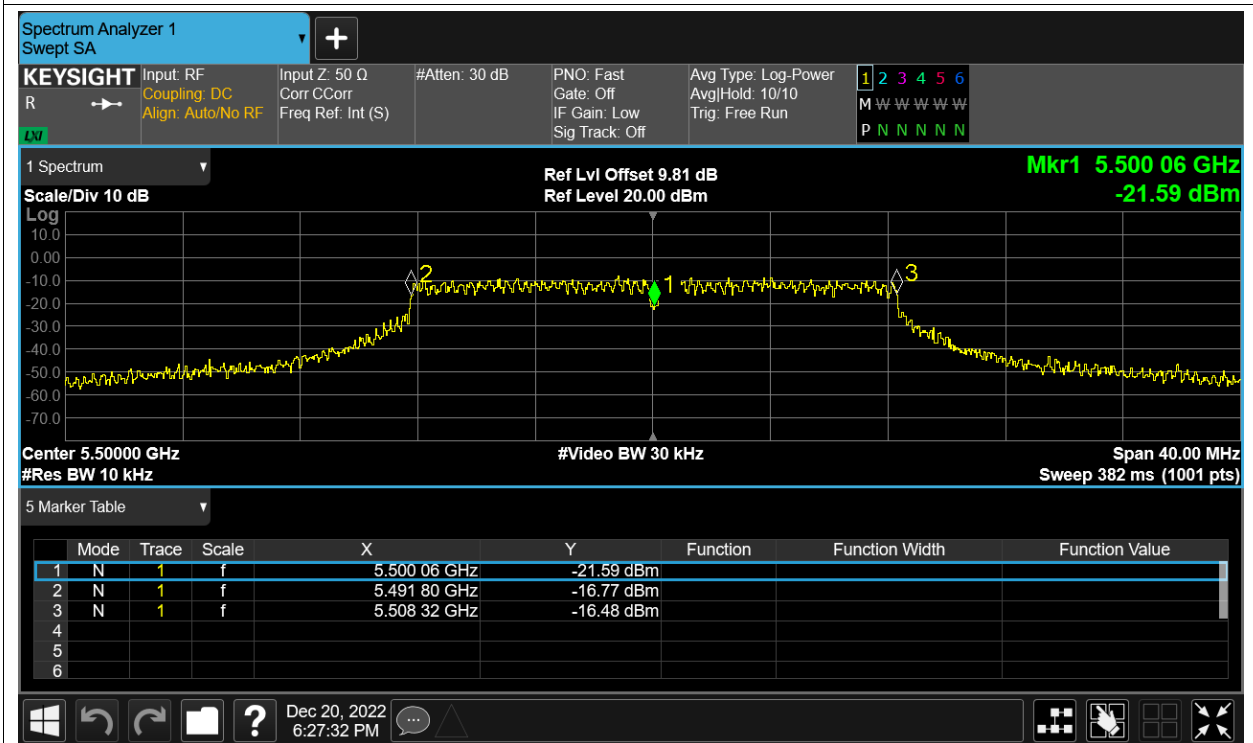 Spectrum Analyzer 1
Swept SA
KEYSIGHT
R
LXI
Input: RF
Coupling: DC
Align: Auto/No RF
Input Z: 50 Ω
Corr CCorr
Freq Ref: Int (S)
#Atten: 30 dB
PNO: Fast
Gate: Off
IF Gain: Low
Sig Track: Off
Avg Type: Log-Power
Avg|Hold: 10/10
Trig: Free Run
1 2 3 4 5 6
M W W W W W
P N N N N N
1 Spectrum
Scale/Div 10 dB
Ref Lvl Offset 9.81 dB
Ref Level 20.00 dBm
Mkr1 5.500 06 GHz
-21.59 dBm
Log
10.0
0.00
-10.0
-20.0
-30.0
-40.0
-50.0
-60.0
-70.0
2
1
3
Center 5.50000 GHz
#Res BW 10 kHz
#Video BW 30 kHz
Span 40.00 MHz
Sweep 382 ms (1001 pts)
5 Marker Table
Mode Trace Scale X Y Function Function Width Function Value
1 N 1 f 5.500 06 GHz -21.59 dBm
2 N 1 f 5.491 80 GHz -16.77 dBm
3 N 1 f 5.508 32 GHz -16.48 dBm
4
5
6
?
Dec 20, 2022
6:27:32 PM